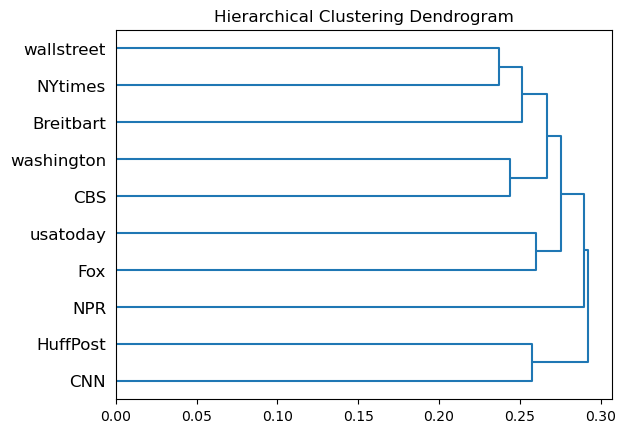 Hierarchical Clustering Dendrogram
wallstreet
NYtimes
Breitbart
washington
CBS
usatoday
Fox
NPR
HuffPost
CNN
0.00 0.05 0.10 0.15 0.20 0.25 0.30